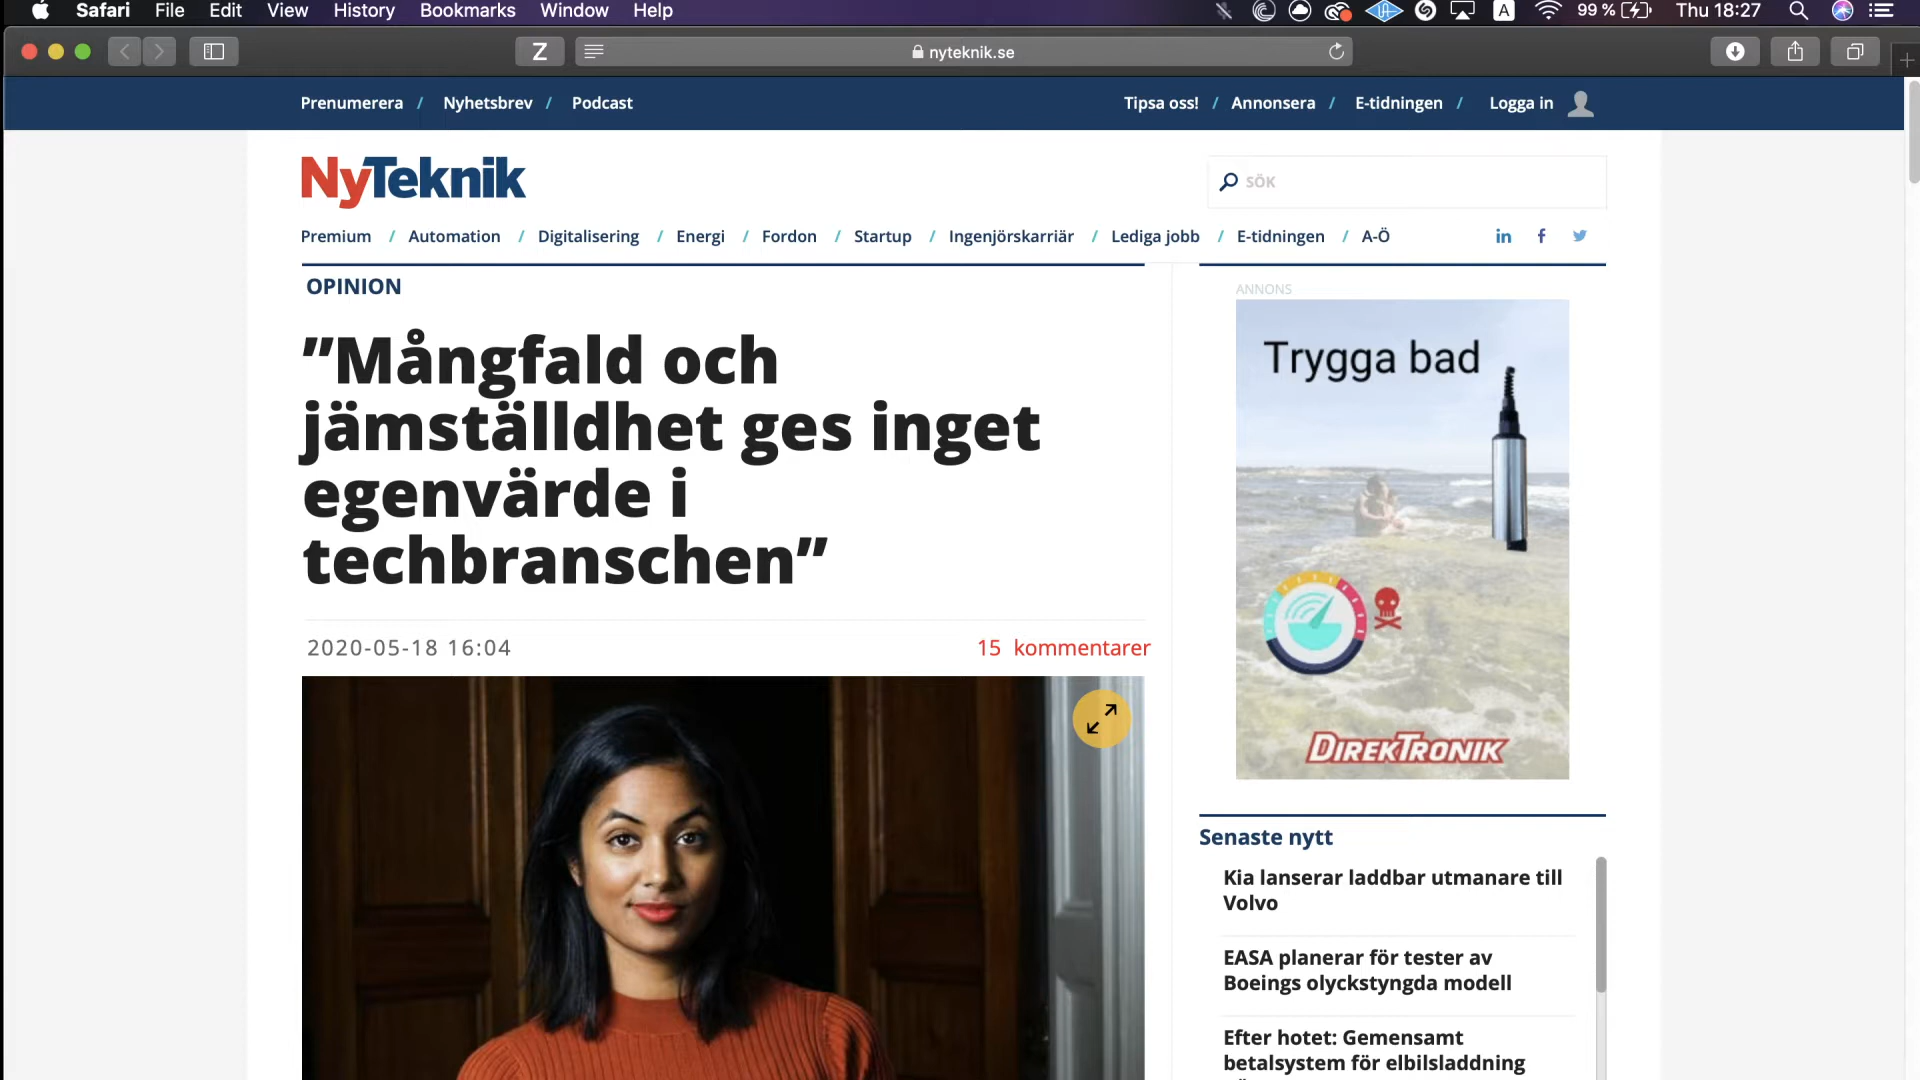 Safari File Edit View History Bookmarks Window Help
A 99 % Thu 18:27
Z nyteknik.se
Prenumerera / Nyhetsbrev / Podcast
Tipsa oss! / Annonsera / E-tidningen / Logga in
NyTeknik
SÖK
Premium / Automation / Digitalisering / Energi / Fordon / Startup / Ingenjörskarriär / Lediga jobb / E-tidningen / A-Ö
in f
OPINION
”Mångfald och
jämställdhet ges inget
egenvärde i
techbranschen”
2020-05-18 16:04
15 kommentarer
ANNONS
Trygga bad
DIREKTRONIK
Senaste nytt
Kia lanserar laddbar utmanare till
Volvo
EASA planerar för tester av
Boeings olycksdrabbade modell
Efter hotet: Gemensamt
betalsystem för elbilsladdning